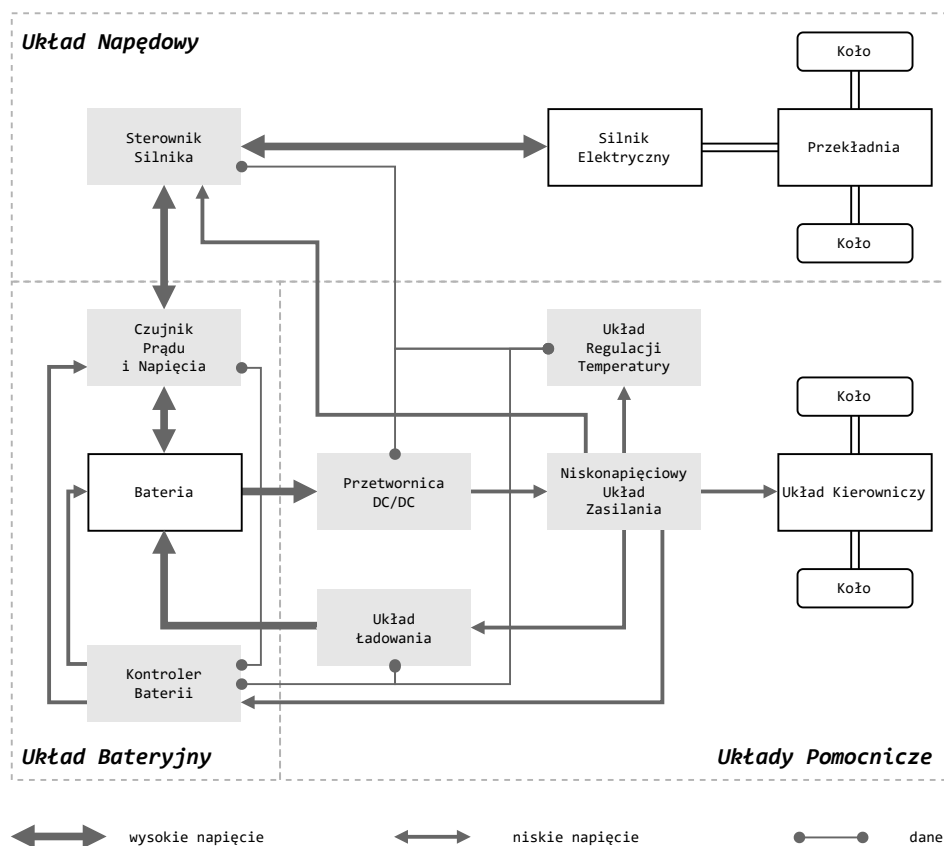 Układ Napędowy
Koło
Sterownik
Silnika
Silnik
Elektryczny
Przekładnia
Koło
Czujnik
Prądu
i Napięcia
Układ
Regulacji
Temperatury
Koło
Bateria
Przetwornica
DC/DC
Niskonapięciowy
Układ
Zasilania
Układ Kierowniczy
Koło
Układ
Ładowania
Kontroler
Baterii
Układ Bateryjny
Układy Pomocnicze
wysokie napięcie
niskie napięcie
dane